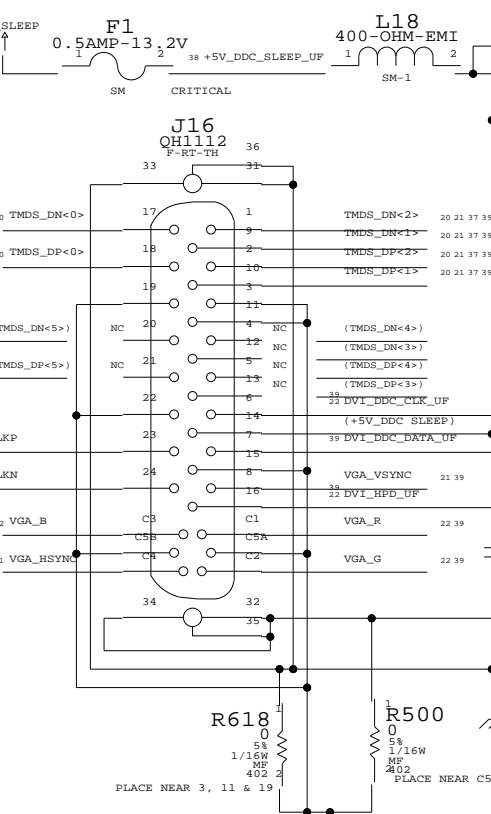 SLEEP
F1
0.5AMP-13.2V
1 2
SM
CRITICAL
38 +5V_DDC_SLEEP_UF
L18
400-OHM-EMI
1 2
SM-1
J16
QH1112
F-RT-TH
33
36
31
17 1
TMDS_DN<0>
TMDS_DN<2> 20 21 37 39
9
TMDS_DN<1> 20 21 37 39
18 2
TMDS_DP<0>
TMDS_DP<2> 20 21 37 39
10
TMDS_DP<1> 20 21 37 39
19 3
11
20 4
TMDS_DN<5>) NC
NC (TMDS_DN<4>)
12
NC (TMDS_DN<3>)
21 5
TMDS_DP<5>) NC
NC (TMDS_DP<4>)
13
NC (TMDS_DP<3>)
22 6
39
22 DVI_DDC_CLK_UF
14
(+5V_DDC SLEEP)
23 7
LKP
39 DVI_DDC_DATA_UF
15
24 8
LKN
VGA_VSYNC 21 39
16
39
22 DVI_HPD_UF
C3 C1
2 VGA_B
VGA_R 22 39
C5B C5A
C4 C2
1 VGA_HSYNC
VGA_G 22 39
34 32
35
R618
0
5%
1/16W
MF
402
1
2
PLACE NEAR 3, 11 & 19
R500
0
5%
1/16W
MF
402
1
2
PLACE NEAR C5